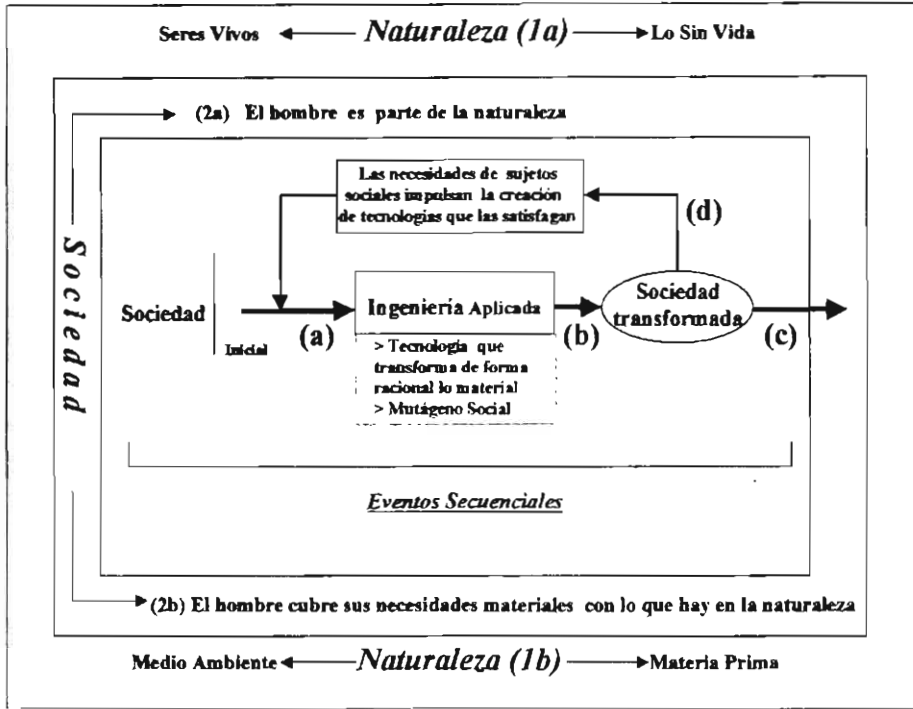 Seres Vivos Naturaleza (1a) Lo Sin Vida
(2a) El hombre es parte de la naturaleza
Las necesidades de sujetos
sociales impulsan la creación
de tecnologías que las satisfagan
(d)
Sociedad
Sociedad
Inicial
(a)
Ingeniería Aplicada
(b)
Sociedad
transformada
(c)
> Tecnología que
transforma de forma
racional lo material
> Mutágeno Social
Eventos Secuenciales
(2b) El hombre cubre sus necesidades materiales con lo que hay en la naturaleza
Medio Ambiente Naturaleza (1b) Materia Prima